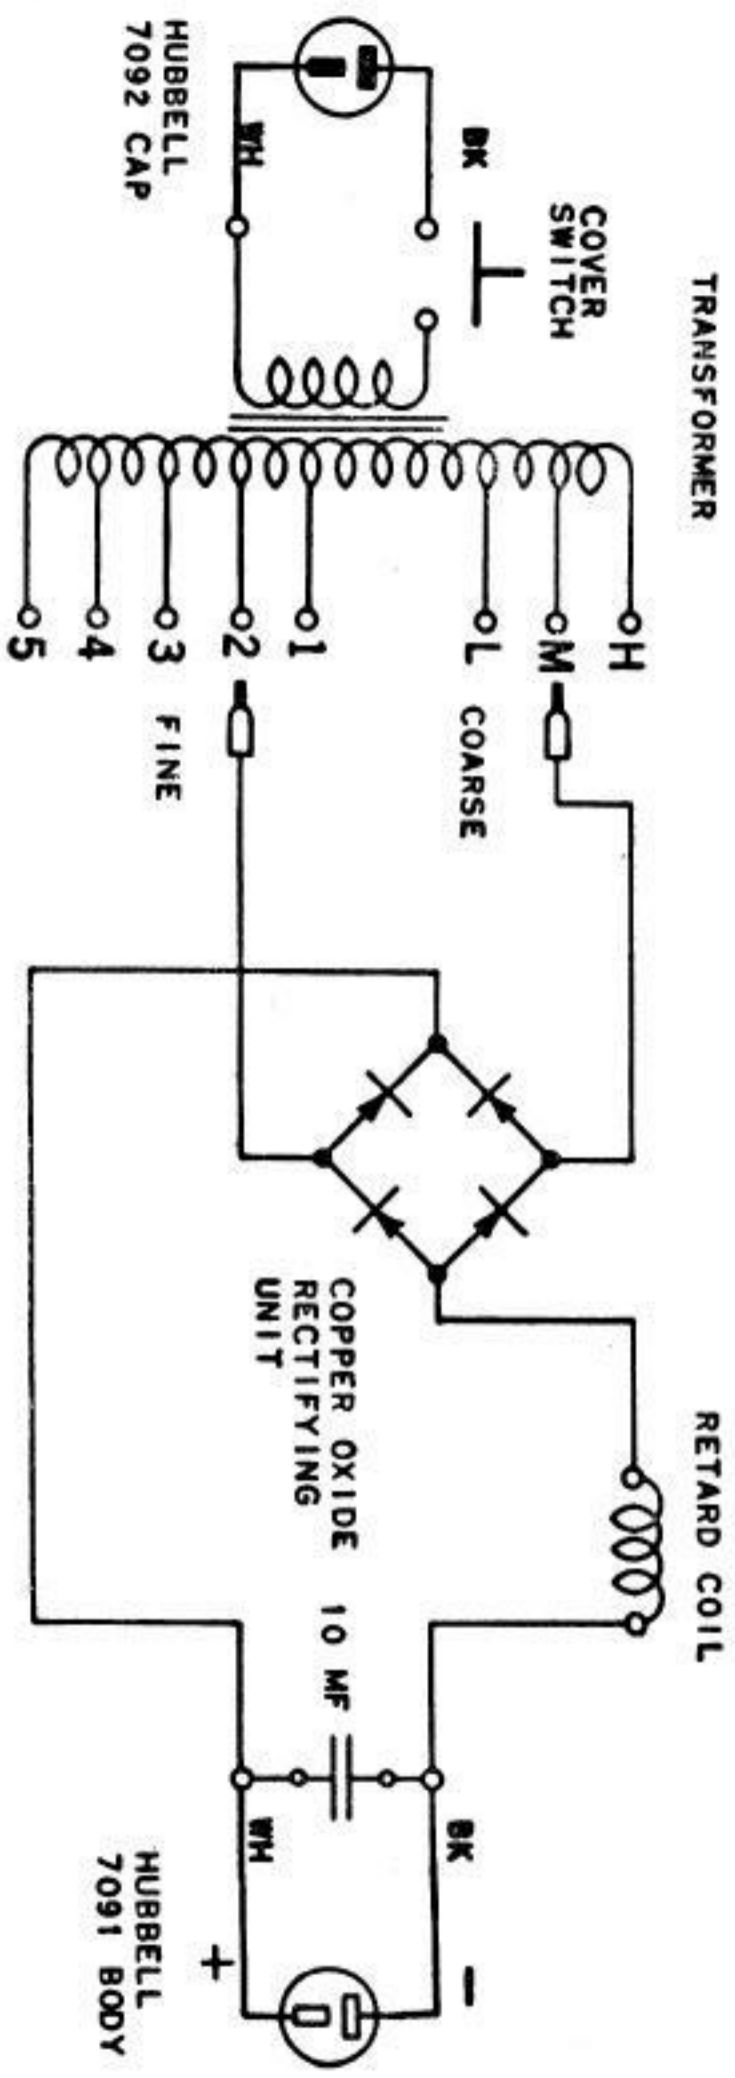 TRANSFORMER
RETARD COIL
COVER
SWITCH
BK
WH
HUBBELL
7092 CAP
H
M
L
COARSE
1
2
3
4
5
FINE
COPPER OXIDE
RECTIFYING
UNIT
10 MF
BK
WH
-
+
HUBBELL
7091 BODY